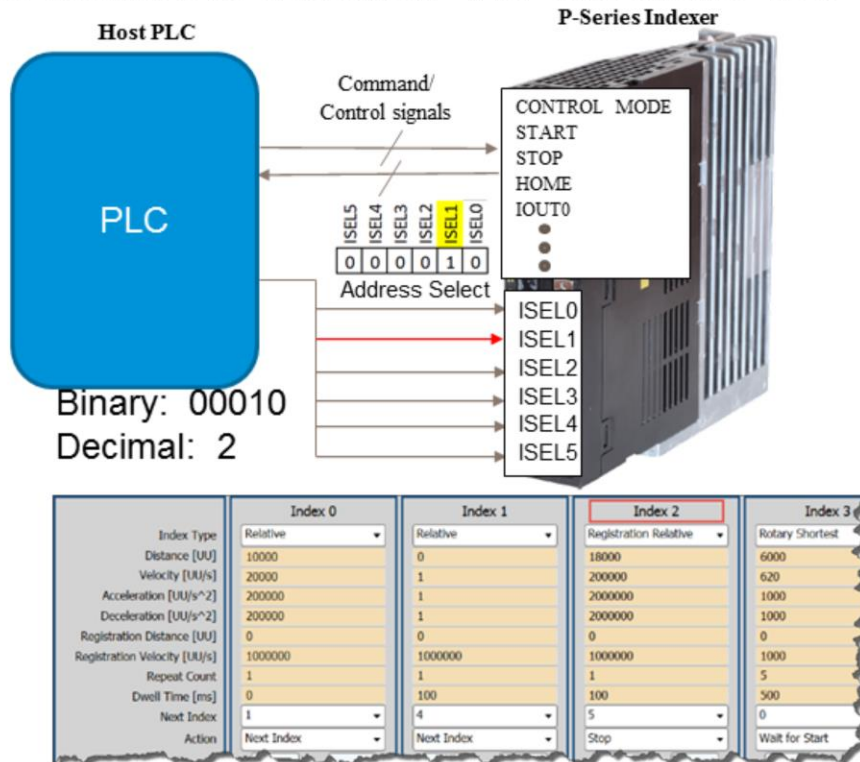 Host PLC
P-Series Indexer
PLC
Command/
Control signals
CONTROL MODE
START
STOP
HOME
IOUT0
ISEL5 ISEL4 ISEL3 ISEL2 ISEL1 ISEL0
0 0 0 0 1 0
Address Select
ISEL0
ISEL1
ISEL2
ISEL3
ISEL4
ISEL5
Binary: 00010
Decimal: 2
Index 0 Index 1 Index 2 Index 3
Index Type Relative Relative Registration Relative Rotary Shortest
Distance [UU] 10000 0 18000 6000
Velocity [UU/s] 20000 1 200000 620
Acceleration [UU/s^2] 200000 1 2000000 1000
Deceleration [UU/s^2] 200000 1 2000000 1000
Registration Distance [UU] 0 0 0 0
Registration Velocity [UU/s] 1000000 1000000 1000000 1000
Repeat Count 1 1 1 5
Dwell Time [ms] 0 100 100 500
Next Index 1 4 5 0
Action Next Index Next Index Stop Wait for Start